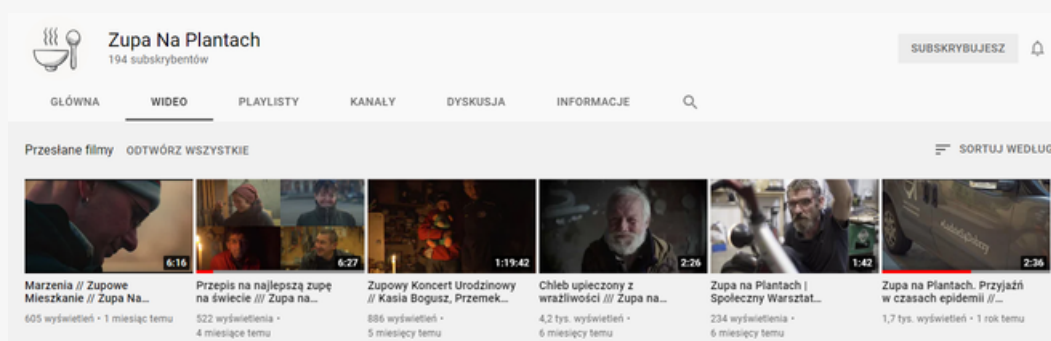 Zupa Na Plantach
194 subskrybentów
SUBSKRYBUJESZ
GŁÓWNA WIDEO PLAYLISTY KANAŁY DYSKUSJA INFORMACJE
Przesłane filmy ODTWÓRZ WSZYSTKIE
SORTUJ WEDŁUG
6:16
Marzenia // Zupowe
Mieszkanie // Zupa Na...
605 wyświetleń • 1 miesiąc temu
6:27
Przepis na najlepszą zupę
na świecie /// Zupa na...
522 wyświetlenia •
4 miesiące temu
1:19:42
Zupowy Koncert Urodzinowy
// Kasia Bogusz, Przemek...
886 wyświetleń •
5 miesięcy temu
2:26
Chleb upieczony z
wrażliwości /// Zupa na...
4,2 tys. wyświetleń •
6 miesięcy temu
1:42
Zupa na Plantach |
Społeczny Warsztat...
234 wyświetlenia •
6 miesięcy temu
2:36
Zupa na Plantach. Przyjaźń
w czasach epidemii //...
1,7 tys. wyświetleń • 1 rok temu